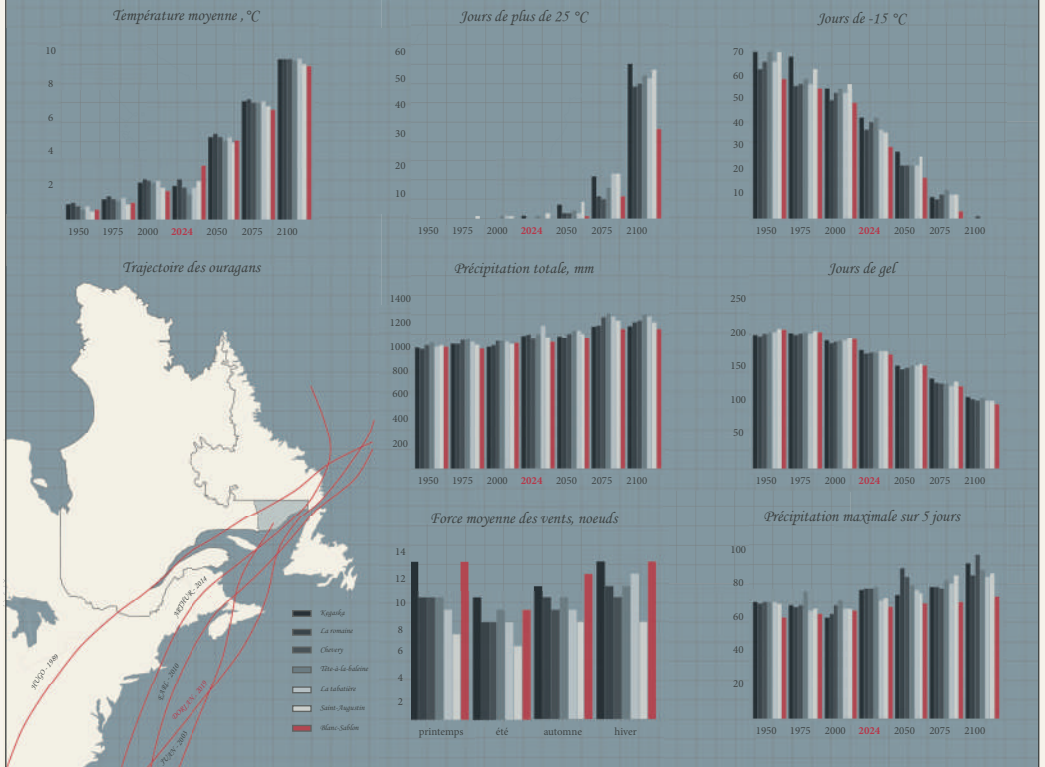 Température moyenne ,°C
10
8
6
4
2
1950 1975 2000 2024 2050 2075 2100
Jours de plus de 25 °C
60
50
40
30
20
10
1950 1975 2000 2024 2050 2075 2100
Jours de -15 °C
70
60
50
40
30
20
10
1950 1975 2000 2024 2050 2075 2100
Trajectoire des ouragans
HUGO - 1989
ARTHUR - 2014
EARL - 2010
DORIAN - 2019
Kegaska
La romaine
Chevery
Tête-à-la-baleine
La tabatière
Saint-Augustin
Blanc-Sablon
Précipitation totale, mm
1400
1200
1000
800
600
400
200
1950 1975 2000 2024 2050 2075 2100
Jours de gel
250
200
150
100
50
1950 1975 2000 2024 2050 2075 2100
Force moyenne des vents, noeuds
14
12
10
8
6
4
2
printemps été automne hiver
Précipitation maximale sur 5 jours
100
80
60
40
20
1950 1975 2000 2024 2050 2075 2100